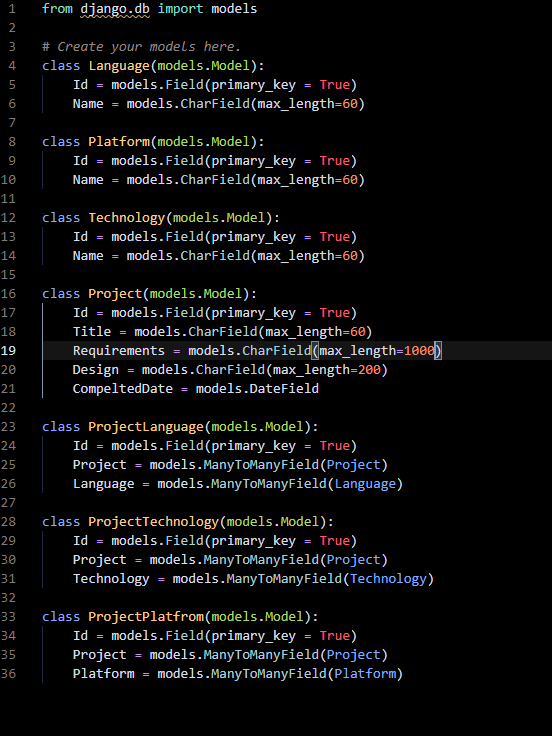 1 from django.db import models
2
3 # Create your models here.
4 class Language(models.Model):
5 Id = models.Field(primary_key = True)
6 Name = models.CharField(max_length=60)
7
8 class Platform(models.Model):
9 Id = models.Field(primary_key = True)
10 Name = models.CharField(max_length=60)
11
12 class Technology(models.Model):
13 Id = models.Field(primary_key = True)
14 Name = models.CharField(max_length=60)
15
16 class Project(models.Model):
17 Id = models.Field(primary_key = True)
18 Title = models.CharField(max_length=60)
19 Requirements = models.CharField(max_length=1000)
20 Design = models.CharField(max_length=200)
21 CompeltedDate = models.DateField
22
23 class ProjectLanguage(models.Model):
24 Id = models.Field(primary_key = True)
25 Project = models.ManyToManyField(Project)
26 Language = models.ManyToManyField(Language)
27
28 class ProjectTechnology(models.Model):
29 Id = models.Field(primary_key = True)
30 Project = models.ManyToManyField(Project)
31 Technology = models.ManyToManyField(Technology)
32
33 class ProjectPlatfrom(models.Model):
34 Id = models.Field(primary_key = True)
35 Project = models.ManyToManyField(Project)
36 Platform = models.ManyToManyField(Platform)